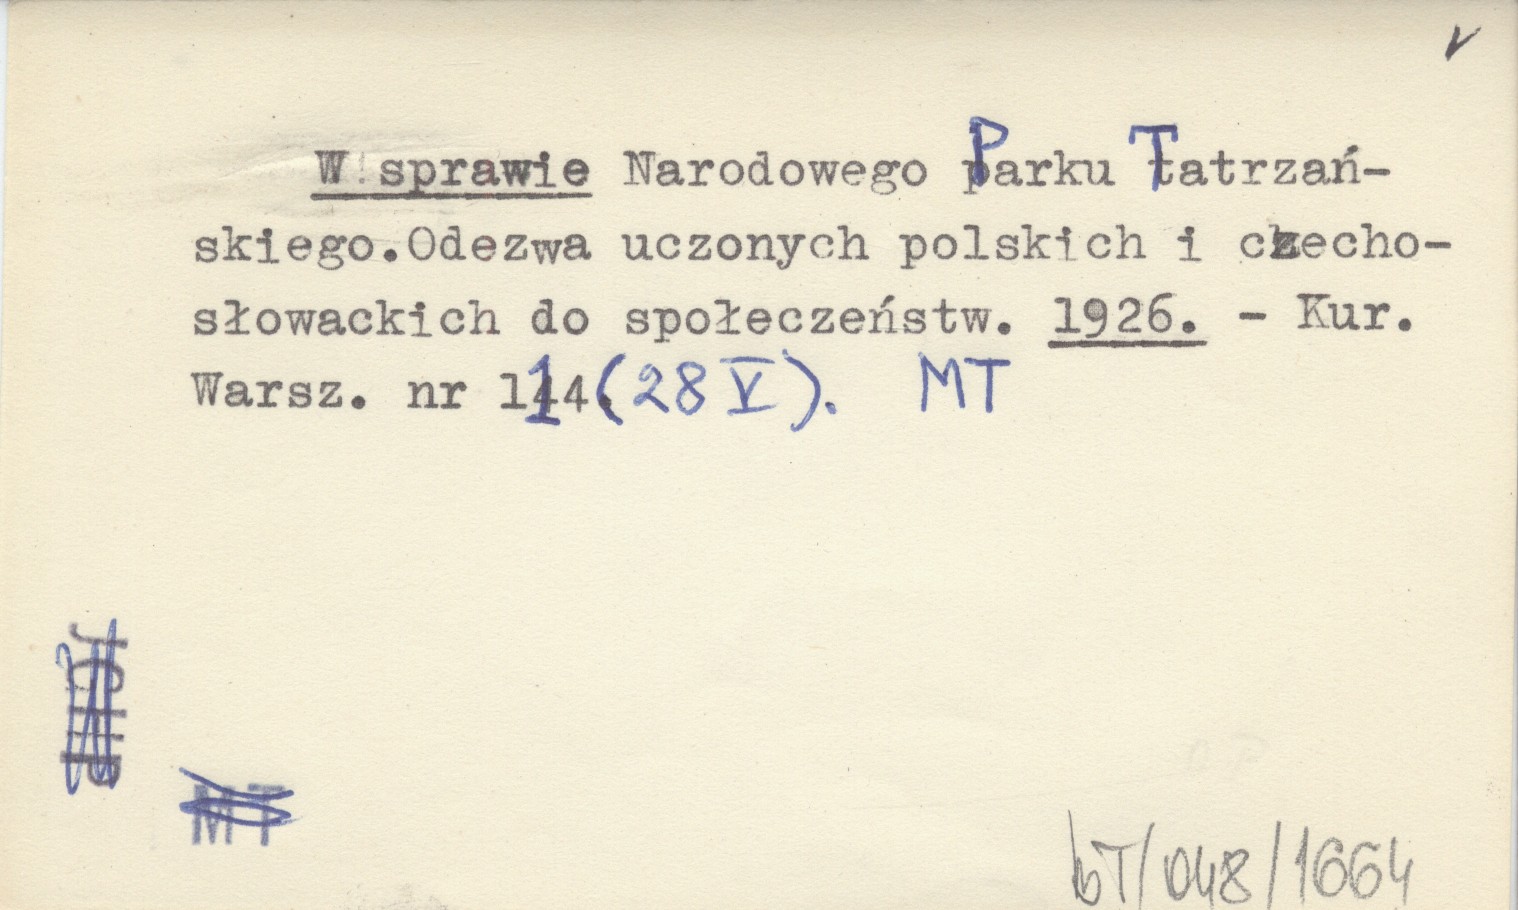 V
W sprawie Narodowego Parku Tatrzań-
skiego. Odezwa uczonych polskich i czecho-
słowackich do społeczeństw. 1926. - Kur.
Warsz. nr 114 (28 V). MT
MT
bT/048/1664